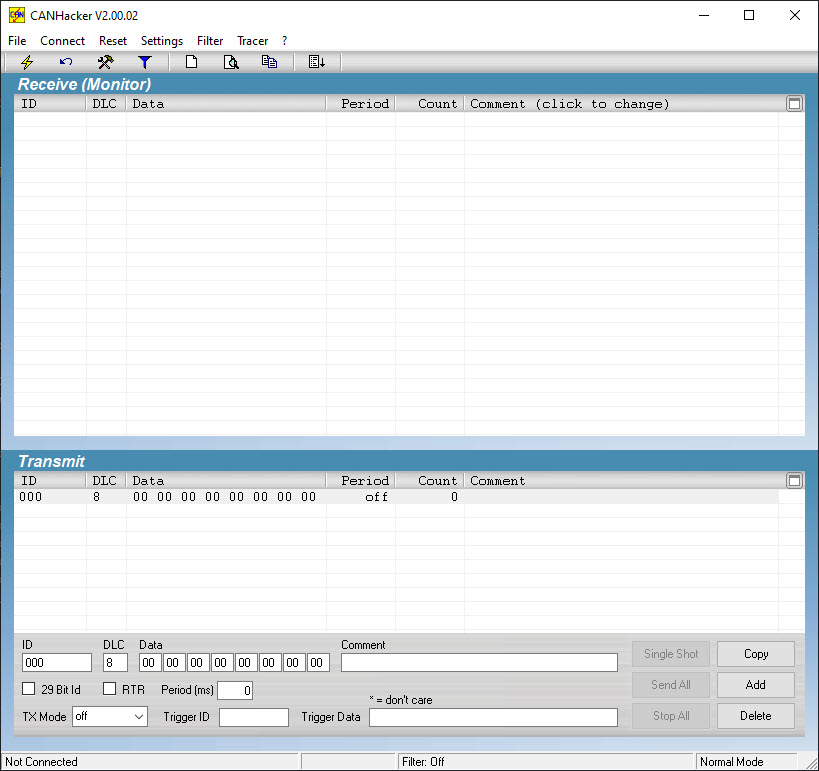 CANHacker V2.00.02
File Connect Reset Settings Filter Tracer ?
Receive (Monitor)
ID DLC Data Period Count Comment (click to change)
Transmit
ID DLC Data Period Count Comment
000 8 00 00 00 00 00 00 00 00 off 0
ID DLC Data Comment
000 8 00 00 00 00 00 00 00 00
Single Shot Copy
29 Bit Id RTR Period (ms) 0
Send All Add
* = don't care
TX Mode off Trigger ID Trigger Data
Stop All Delete
Not Connected Filter: Off Normal Mode